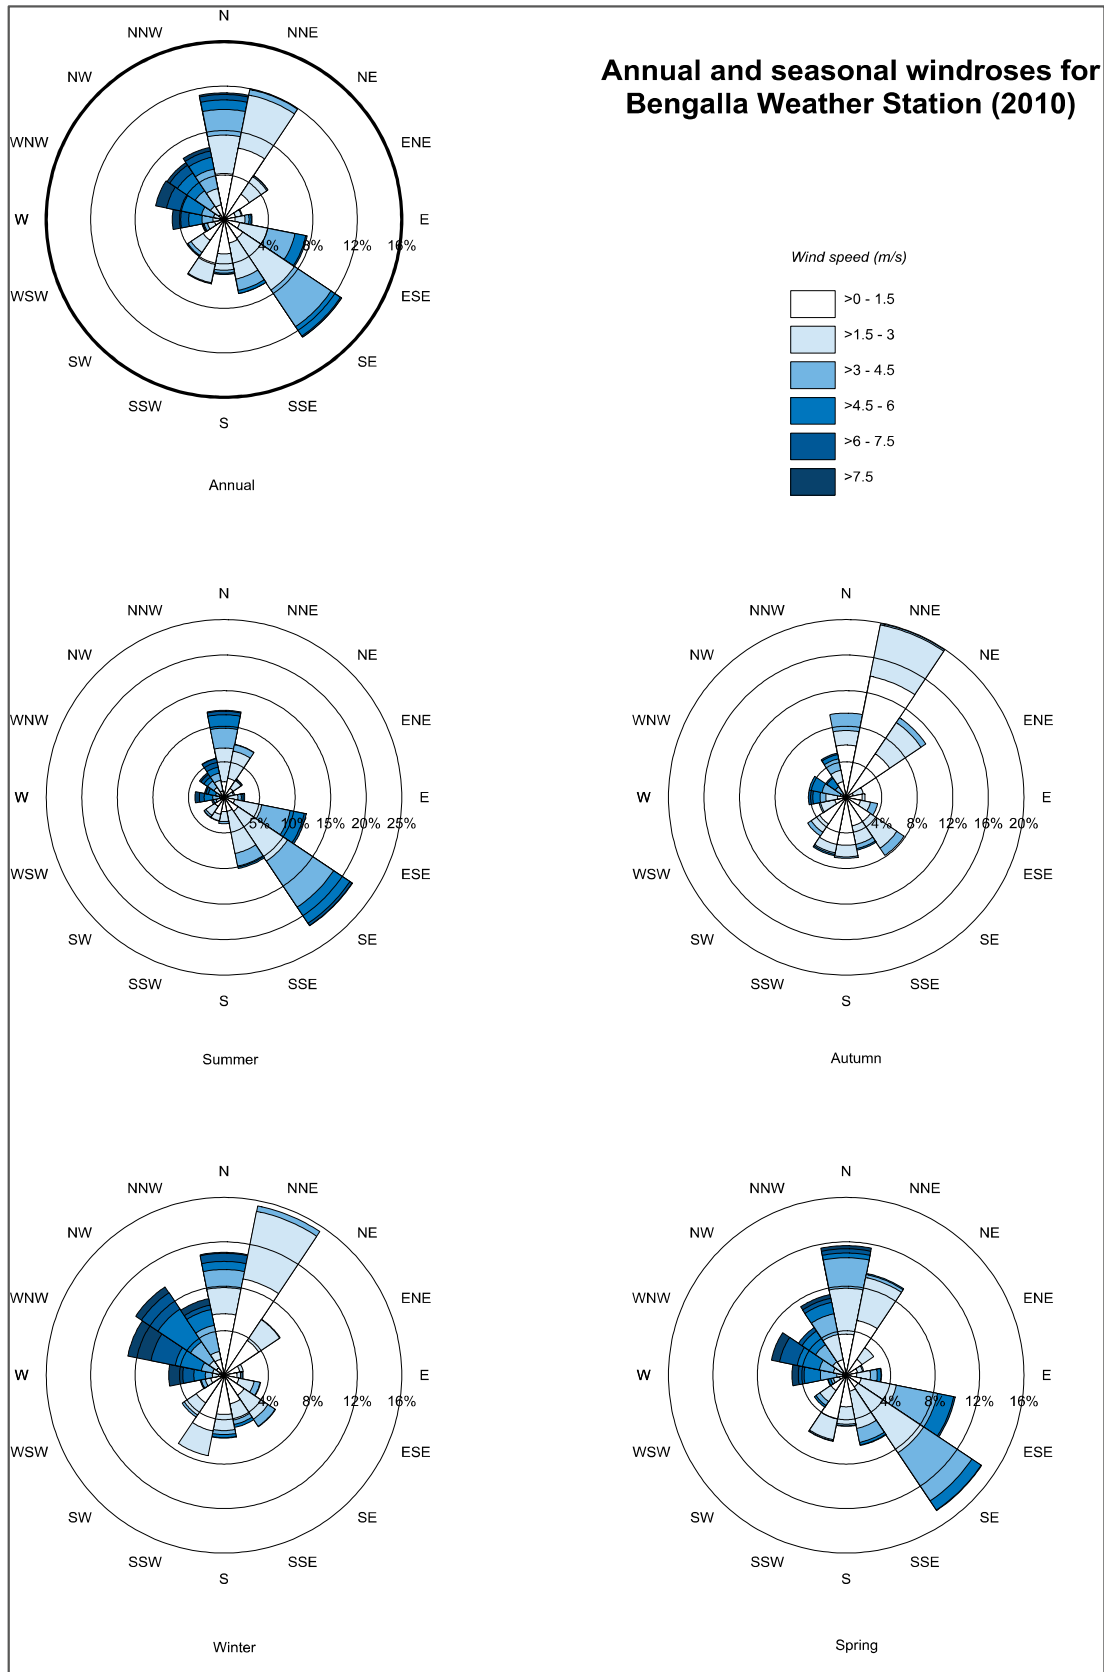 Annual and seasonal windroses for
Bengalla Weather Station (2010)
N
NNW
NNE
NW
NE
WNW
ENE
W
E
4% 8% 12% 16%
WSW
ESE
SW
SE
SSW
SSE
S
Annual
Wind speed (m/s)
>0 - 1.5
>1.5 - 3
>3 - 4.5
>4.5 - 6
>6 - 7.5
>7.5
N
NNW
NNE
NW
NE
WNW
ENE
W
E
5% 10% 15% 20% 25%
WSW
ESE
SW
SE
SSW
SSE
S
Summer
N
NNW
NNE
NW
NE
WNW
ENE
W
E
4% 8% 12% 16% 20%
WSW
ESE
SW
SE
SSW
SSE
S
Autumn
N
NNW
NNE
NW
NE
WNW
ENE
W
E
4% 8% 12% 16%
WSW
ESE
SW
SE
SSW
SSE
S
Winter
N
NNW
NNE
NW
NE
WNW
ENE
W
E
4% 8% 12% 16%
WSW
ESE
SW
SE
SSW
SSE
S
Spring